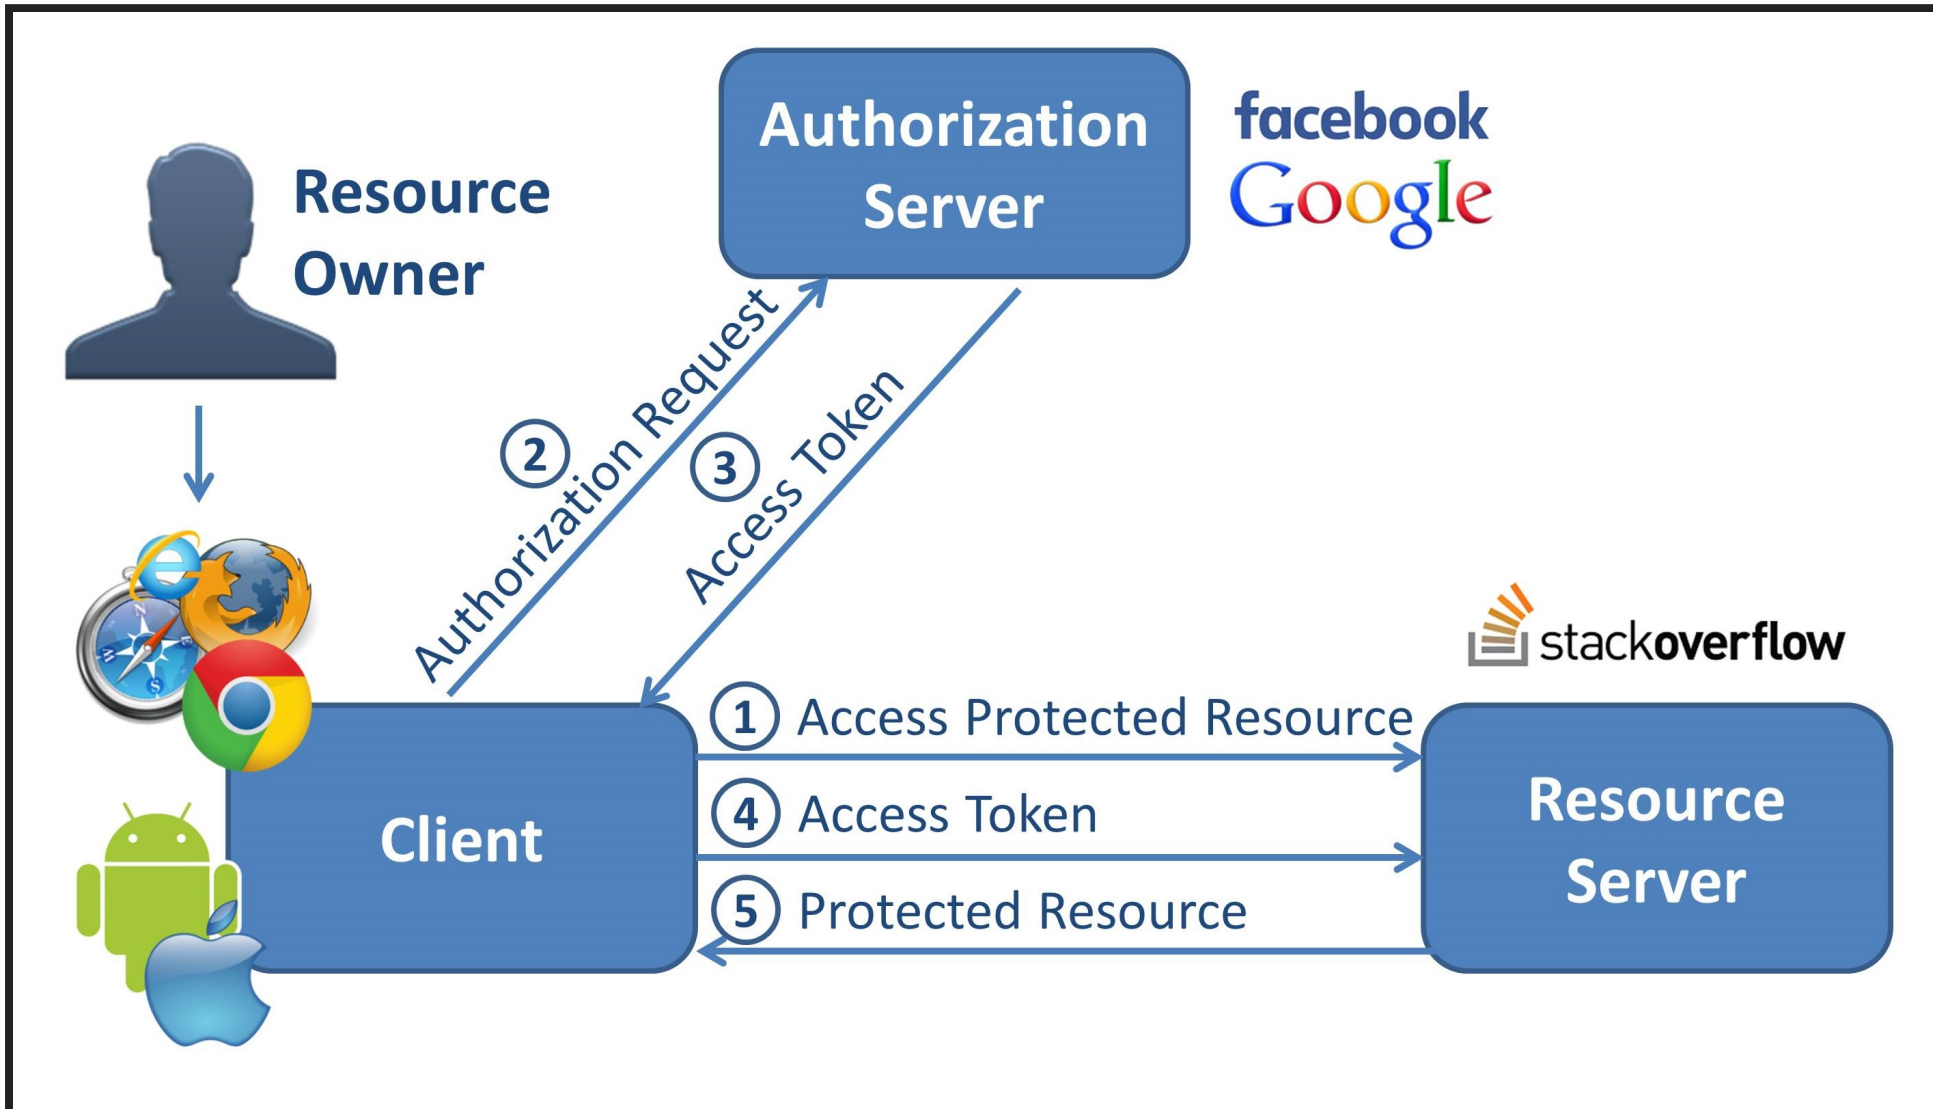 Authorization
Server
facebook
Google
Resource
Owner
2
Authorization Request
3
Access Token
stackoverflow
1 Access Protected Resource
4 Access Token
5 Protected Resource
Client
Resource
Server
N
W
E
S